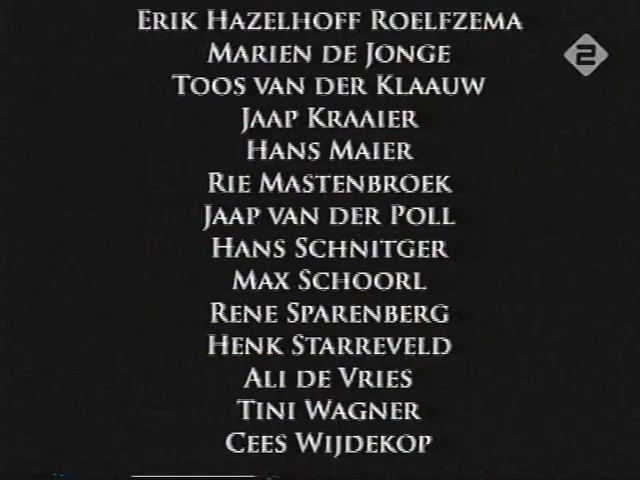 ERIK HAZELHOFF ROELFZEMA
2
MARIEN DE JONGE
TOOS VAN DER KLAAUW
JAAP KRAAIER
HANS MAIER
RIE MASTENBROEK
JAAP VAN DER POLL
HANS SCHNITGER
MAX SCHOORL
RENE SPARENBERG
HENK STARREVELD
ALI DE VRIES
TINI WAGNER
CEES WIJDEKOP